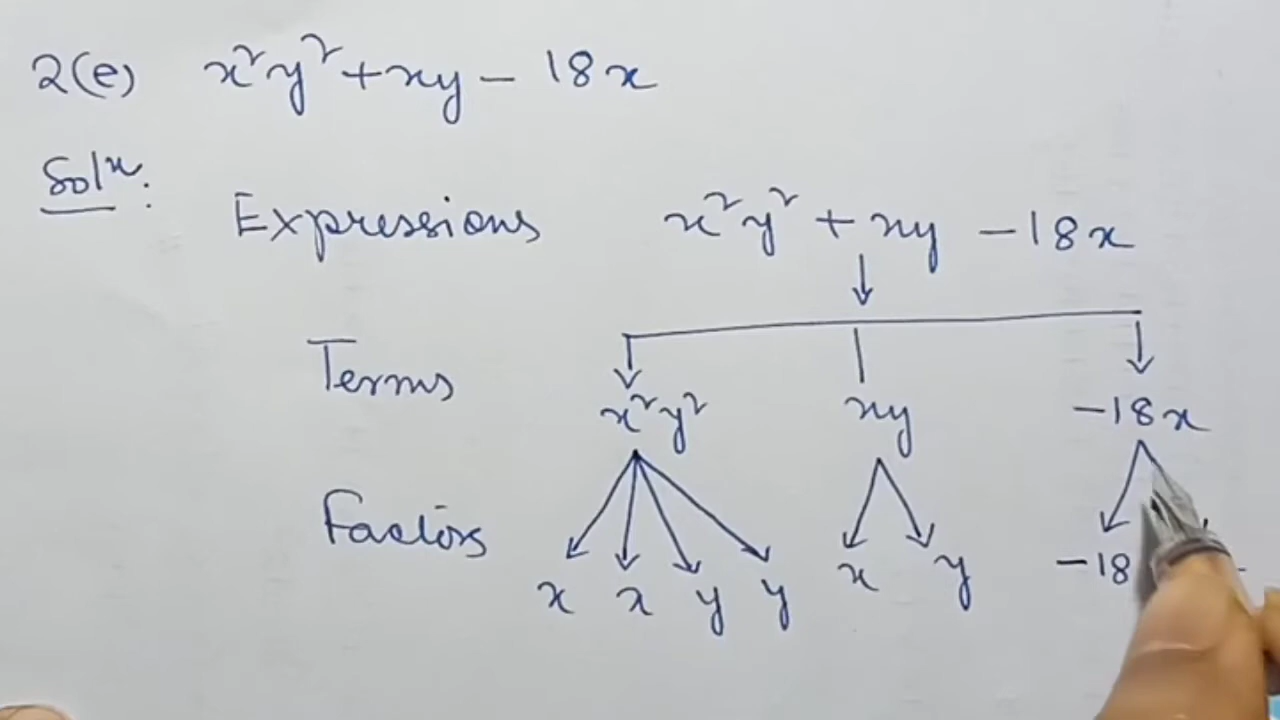 2(e) x²y² + xy - 18x
Solⁿ:
Expressions x²y² + xy - 18x
Terms x²y² xy -18x
Factors x x y y x y -18